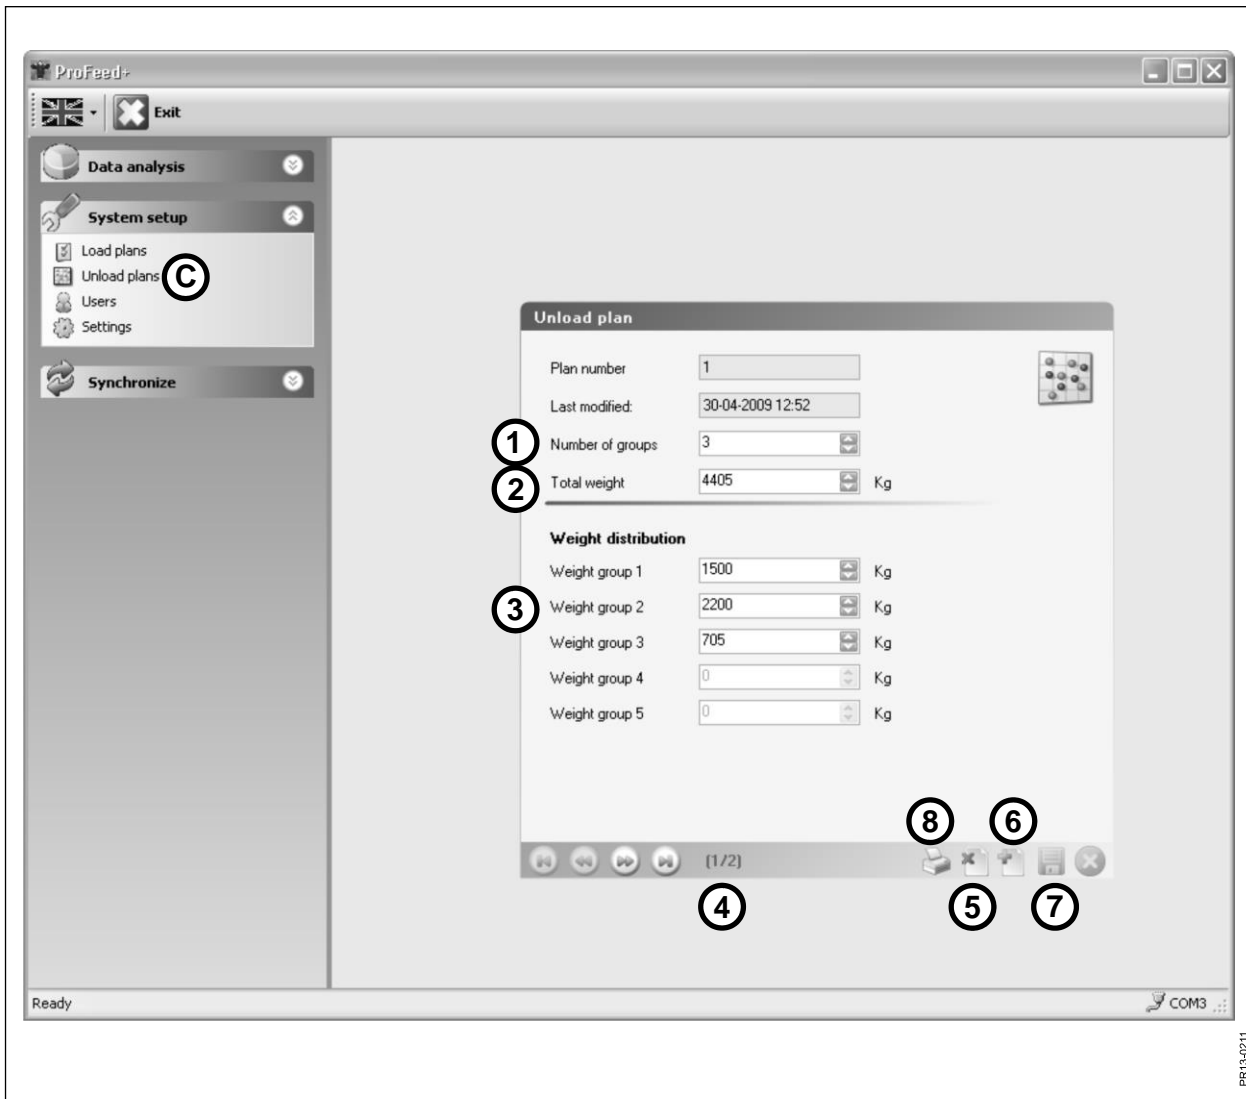 ProFeed+
Exit
Data analysis
System setup
Load plans
Unload plans
C
Users
Settings
Synchronize
Unload plan
Plan number 1
Last modified: 30-04-2009 12:52
1 Number of groups 3
2 Total weight 4405 Kg
Weight distribution
Weight group 1 1500 Kg
3 Weight group 2 2200 Kg
Weight group 3 705 Kg
Weight group 4 0 Kg
Weight group 5 0 Kg
8 6
(1/2)
4 5 7
Ready COM3
PR13-0211